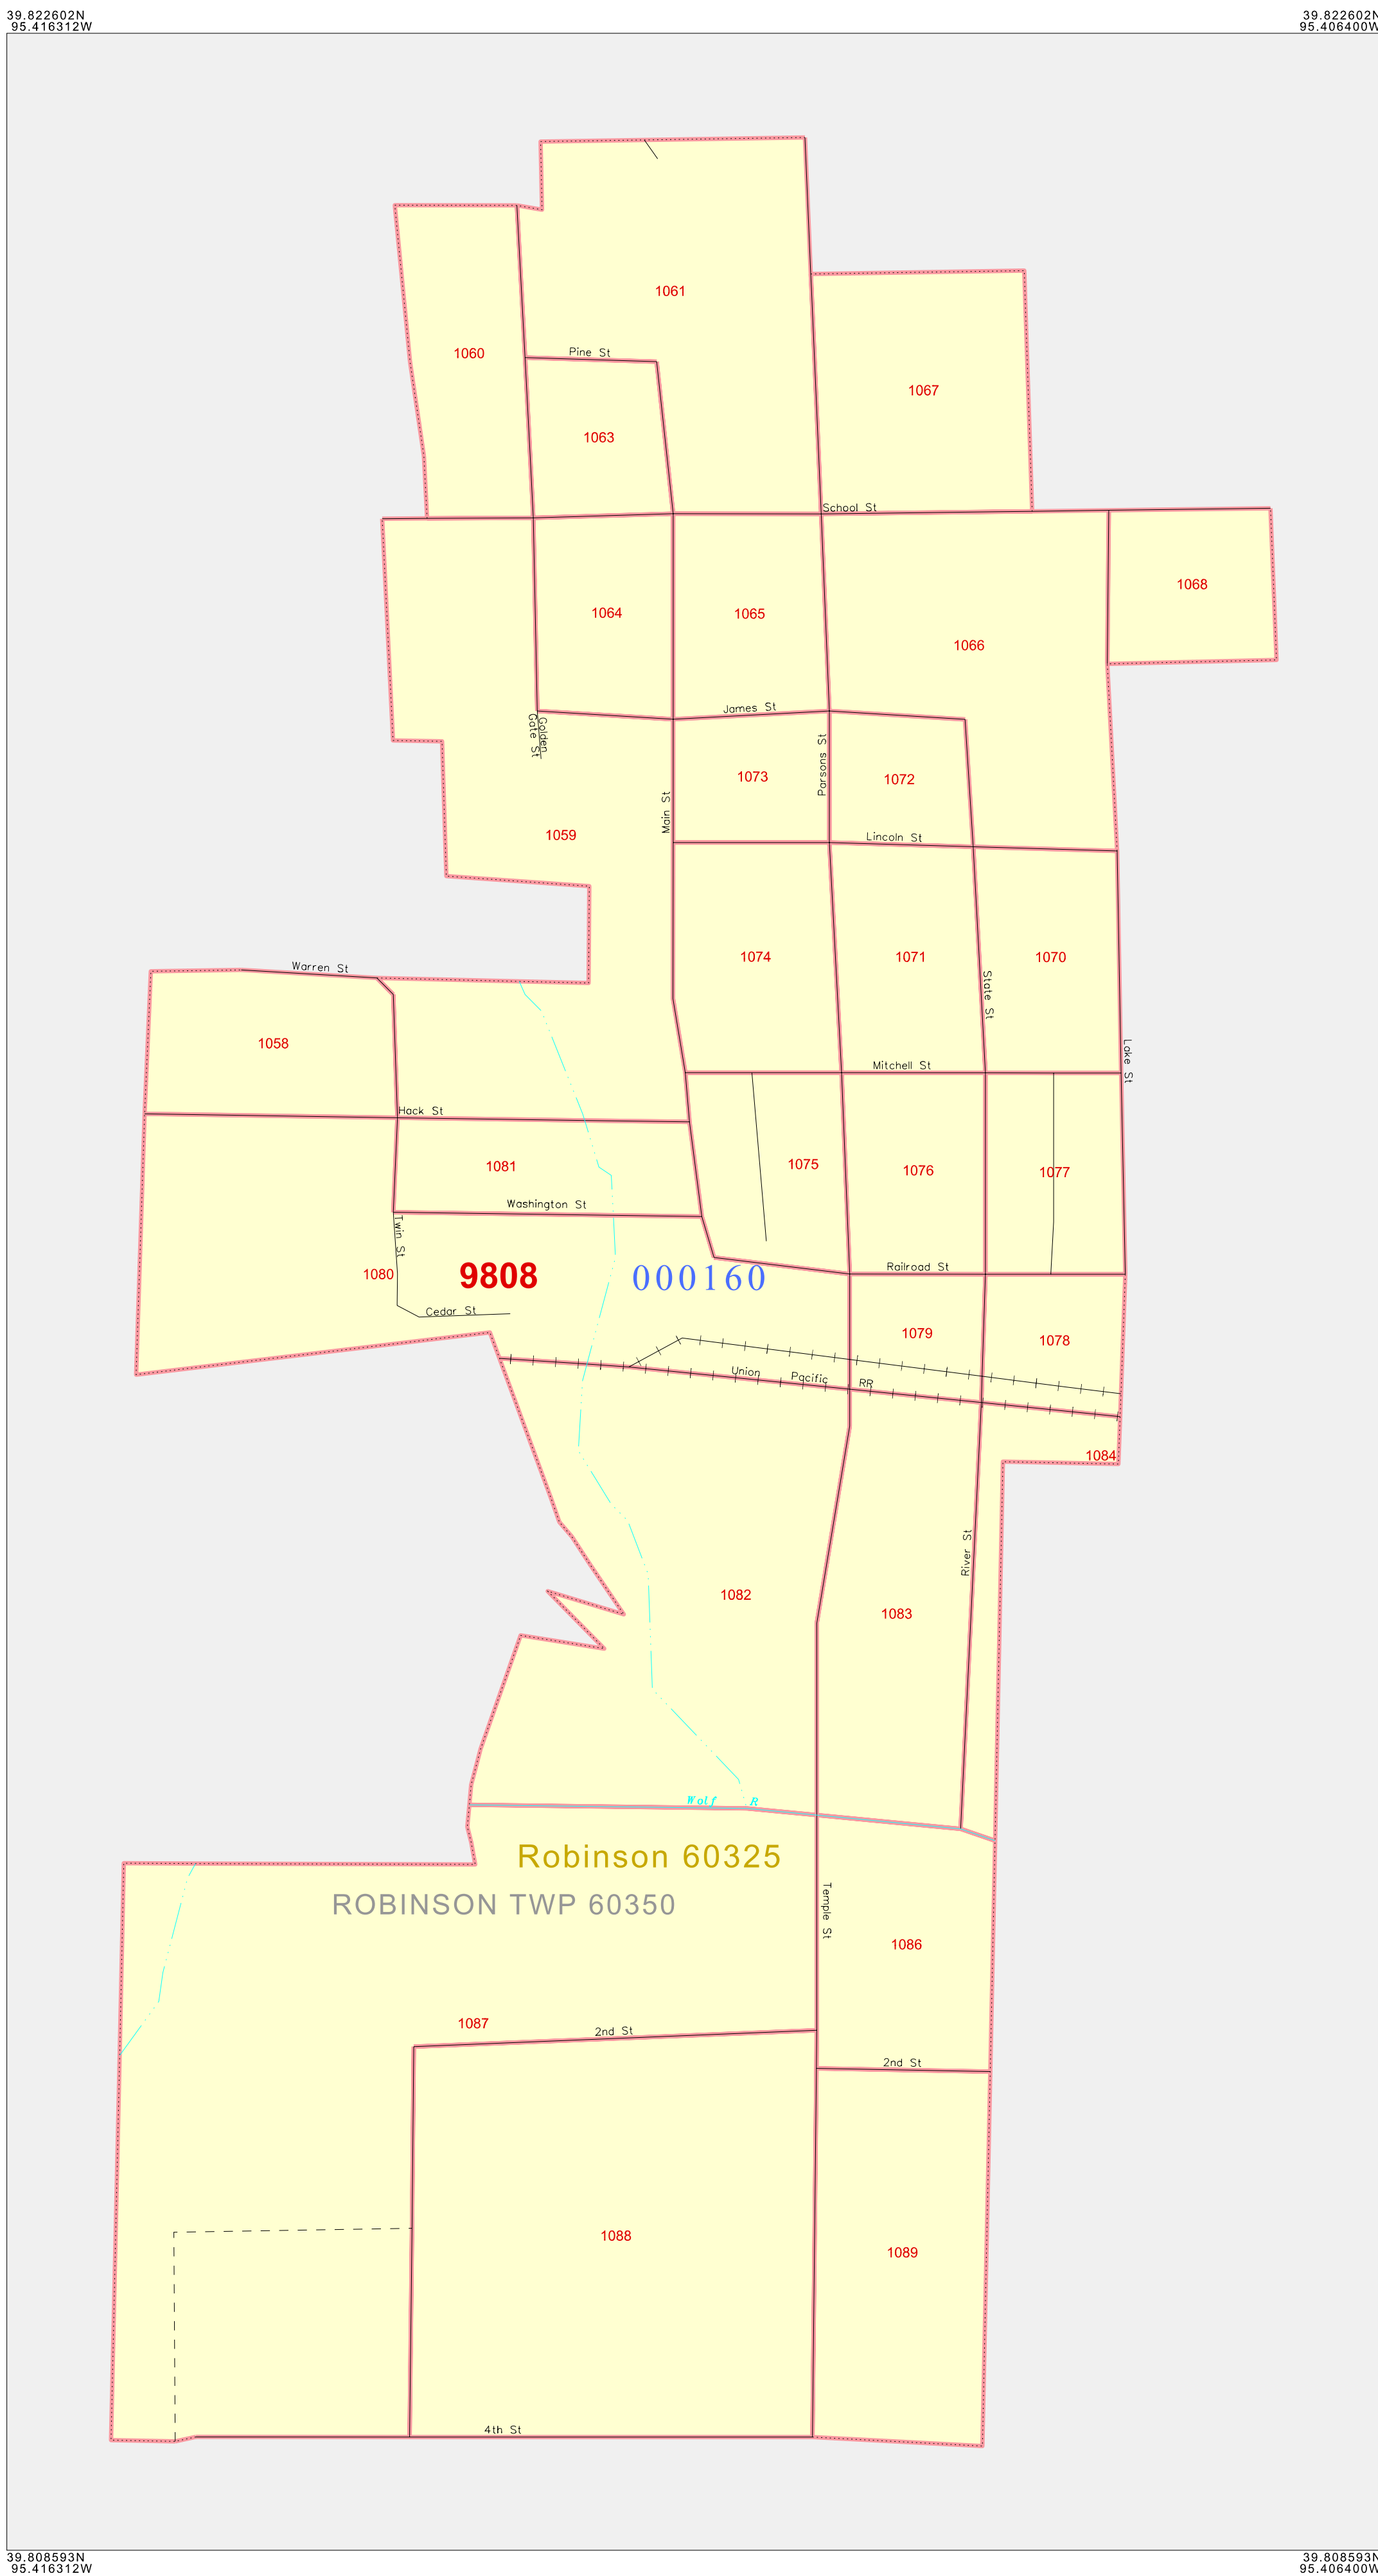 39.822602N
95.416312W
39.822602N
95.406400W
1061
1060
Pine St
1067
1063
School St
1068
1064
1065
1066
James St
Golden
Gate St
Parsons St
1073
1072
Main St
1059
Lincoln St
1074
1071
1070
Warren St
State St
1058
Lake St
Mitchell St
Hack St
1081
1075
1076
1077
Washington St
Twin St
1080
9808
000160
Railroad St
Cedar St
1079
1078
Union Pacific RR
1084
River St
1082
1083
Wolf R
Robinson 60325
ROBINSON TWP 60350
Temple St
1086
1087
2nd St
2nd St
1088
1089
4th St
39.808593N
95.416312W
39.808593N
95.406400W